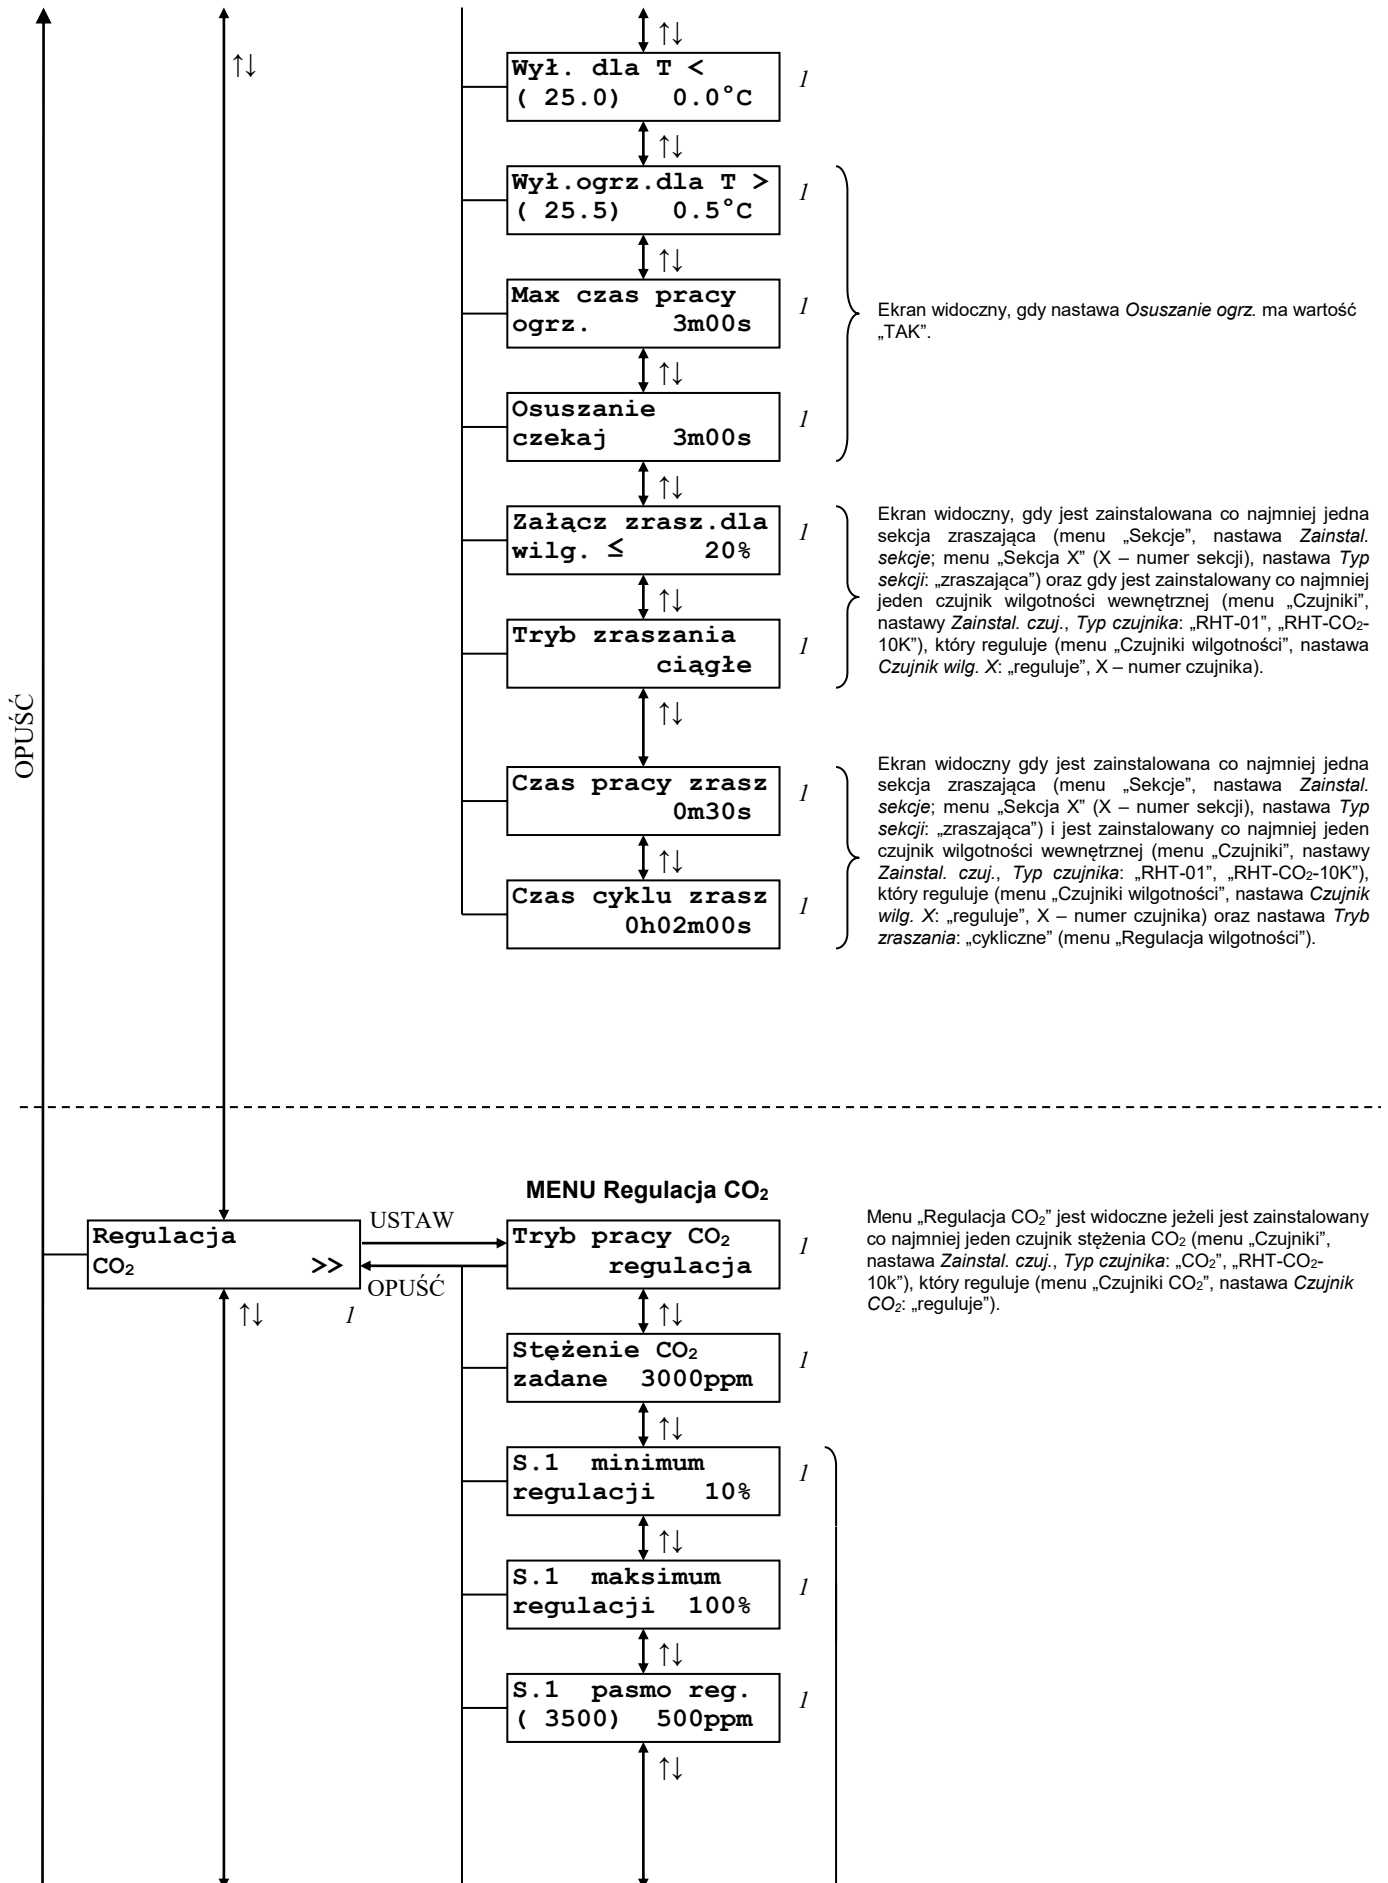 ↑↓
↑↓
Wył. dla T <
( 25.0)   0.0°C
1
↑↓
Wył.ogrz.dla T >
( 25.5)   0.5°C
1
↑↓
Max czas pracy
ogrz.     3m00s
1
Ekran widoczny, gdy nastawa Osuszanie ogrz. ma wartość
„TAK”.
↑↓
Osuszanie
czekaj    3m00s
1
↑↓
Załącz zrasz.dla
wilg. ≤     20%
1
↑↓
Tryb zraszania
ciągłe
1
Ekran widoczny, gdy jest zainstalowana co najmniej jedna
sekcja zraszająca (menu „Sekcje”, nastawa Zainstal.
sekcje; menu „Sekcja X” (X – numer sekcji), nastawa Typ
sekcji: „zraszająca”) oraz gdy jest zainstalowany co najmniej
jeden czujnik wilgotności wewnętrznej (menu „Czujniki”,
nastawy Zainstal. czuj., Typ czujnika: „RHT-01”, „RHT-CO₂-
10K”), który reguluje (menu „Czujniki wilgotności”, nastawa
Czujnik wilg. X: „reguluje”, X – numer czujnika).
↑↓
OPUŚĆ
Czas pracy zrasz
0m30s
1
↑↓
Czas cyklu zrasz
0h02m00s
1
Ekran widoczny gdy jest zainstalowana co najmniej jedna
sekcja zraszająca (menu „Sekcje”, nastawa Zainstal.
sekcje; menu „Sekcja X” (X – numer sekcji), nastawa Typ
sekcji: „zraszająca”) i jest zainstalowany co najmniej jeden
czujnik wilgotności wewnętrznej (menu „Czujniki”, nastawy
Zainstal. czuj., Typ czujnika: „RHT-01”, „RHT-CO₂-10K”),
który reguluje (menu „Czujniki wilgotności”, nastawa Czujnik
wilg. X: „reguluje”, X – numer czujnika) oraz nastawa Tryb
zraszania: „cykliczne” (menu „Regulacja wilgotności”).
MENU Regulacja CO₂
Regulacja
CO₂           >>
↑↓
1
USTAW
OPUŚĆ
Tryb pracy CO₂
regulacja
1
Menu „Regulacja CO₂” jest widoczne jeżeli jest zainstalowany
co najmniej jeden czujnik stężenia CO₂ (menu „Czujniki”,
nastawa Zainstal. czuj., Typ czujnika: „CO₂”, „RHT-CO₂-
10k”), który reguluje (menu „Czujniki CO₂”, nastawa Czujnik
CO₂: „reguluje”).
↑↓
Stężenie CO₂
zadane  3000ppm
1
↑↓
S.1  minimum
regulacji   10%
1
↑↓
S.1  maksimum
regulacji  100%
1
↑↓
S.1  pasmo reg.
( 3500)  500ppm
1
↑↓